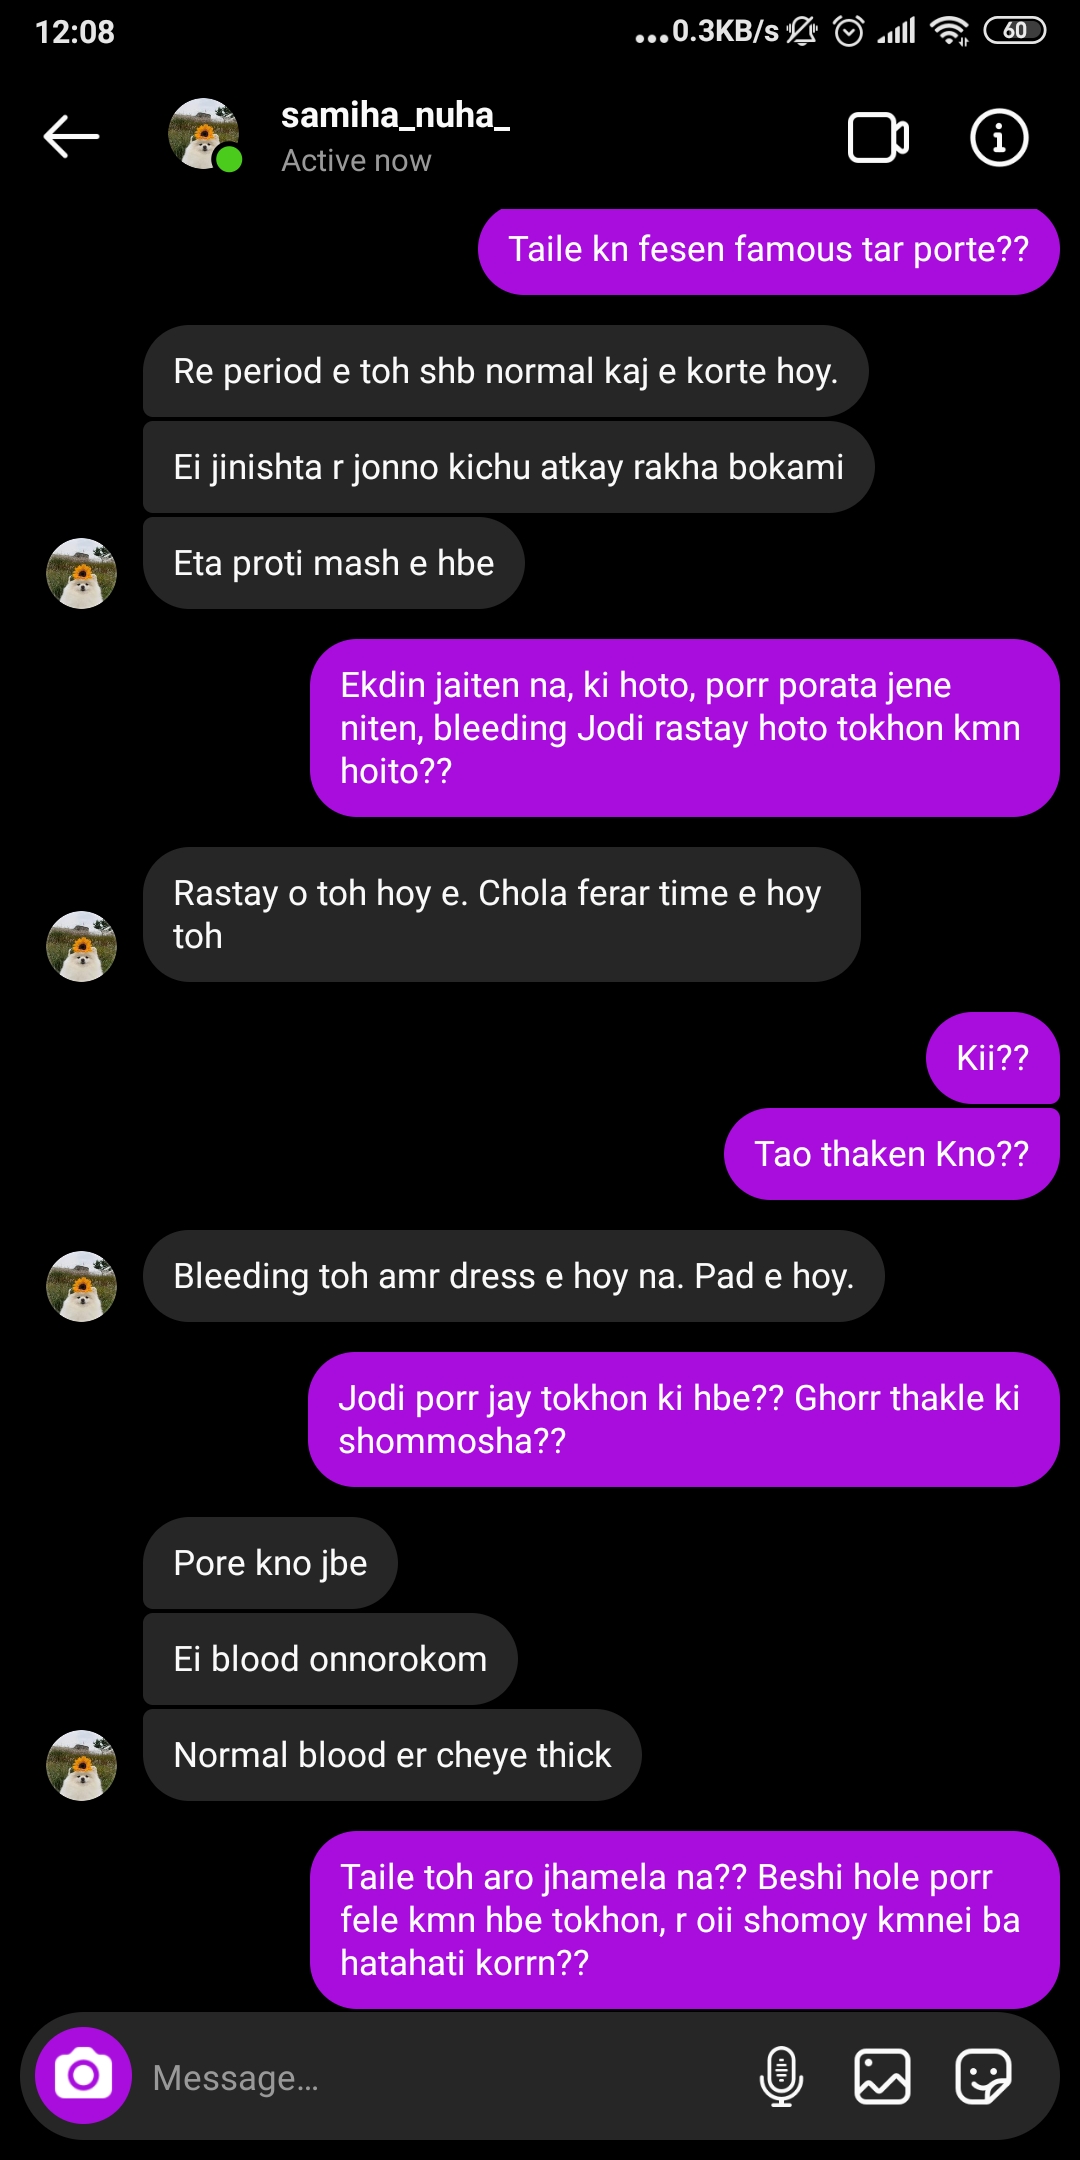 12:08
...0.3KB/s
60
samiha_nuha_
Active now
Taile kn fesen famous tar porte??
Re period e toh shb normal kaj e korte hoy.
Ei jinishta r jonno kichu atkay rakha bokami
Eta proti mash e hbe
Ekdin jaiten na, ki hoto, porr porata jene
niten, bleeding Jodi rastay hoto tokhon kmn
hoito??
Rastay o toh hoy e. Chola ferar time e hoy
toh
Kii??
Tao thaken Kno??
Bleeding toh amr dress e hoy na. Pad e hoy.
Jodi porr jay tokhon ki hbe?? Ghorr thakle ki
shommosha??
Pore kno jbe
Ei blood onnorokom
Normal blood er cheye thick
Taile toh aro jhamela na?? Beshi hole porr
fele kmn hbe tokhon, r oii shomoy kmnei ba
hatahati korrn??
Message...